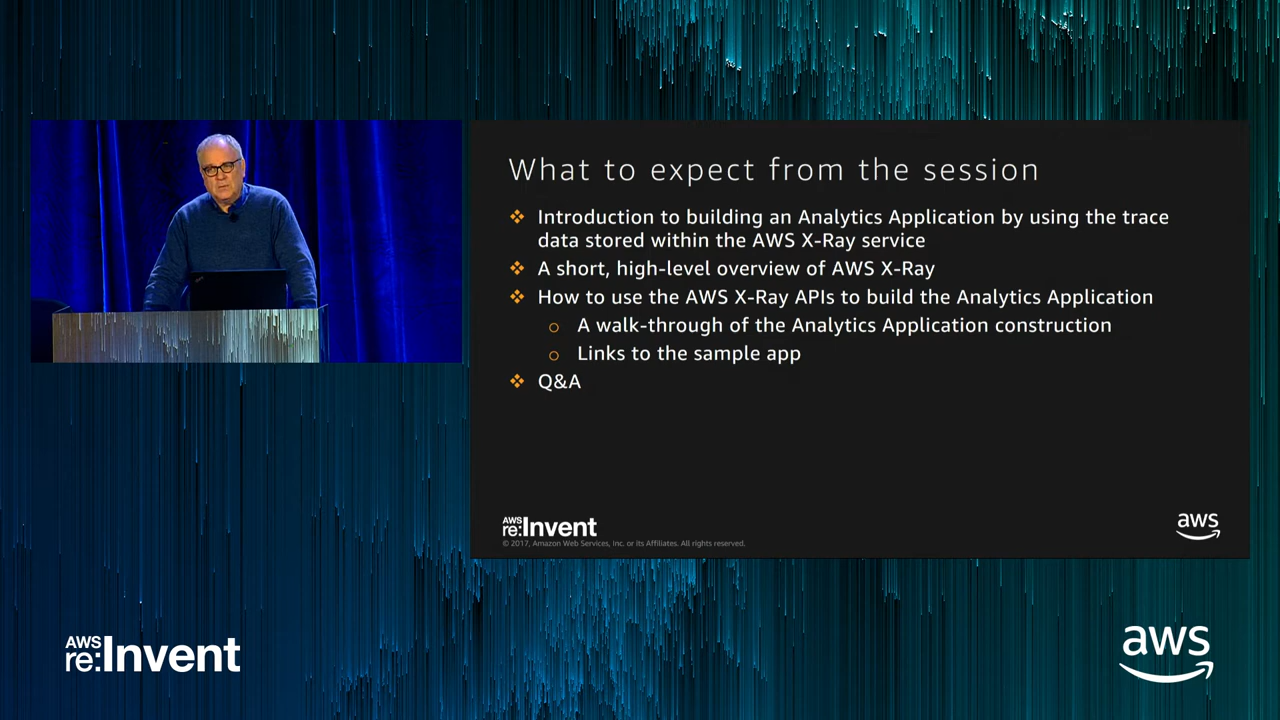 What to expect from the session
❖ Introduction to building an Analytics Application by using the trace
data stored within the AWS X-Ray service
❖ A short, high-level overview of AWS X-Ray
❖ How to use the AWS X-Ray APIs to build the Analytics Application
○ A walk-through of the Analytics Application construction
○ Links to the sample app
❖ Q&A
AWS
re:Invent
© 2017, Amazon Web Services, Inc. or its Affiliates. All rights reserved.
aws
AWS
re:Invent
aws